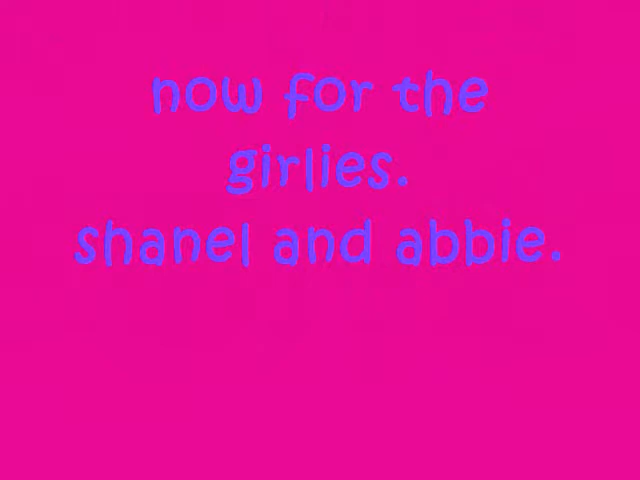 now for the
girlies.
shanel and abbie.